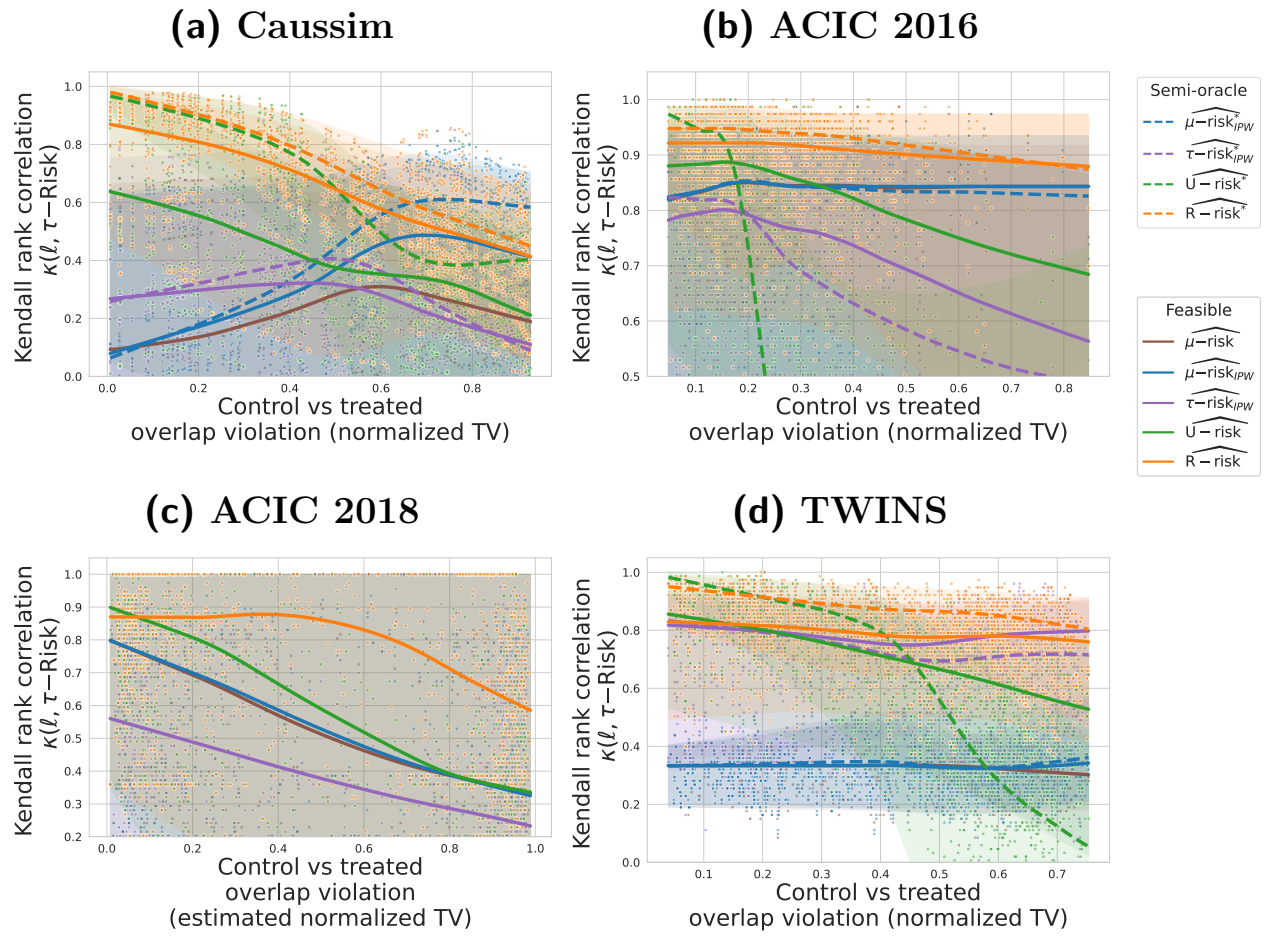 (a) Caussim
Kendall rank correlation
κ(ℓ, τ−Risk)
1.0
0.8
0.6
0.4
0.2
0.0
0.0 0.2 0.4 0.6 0.8
Control vs treated
overlap violation (normalized TV)
(b) ACIC 2016
Kendall rank correlation
κ(ℓ, τ−Risk)
1.0
0.9
0.8
0.7
0.6
0.5
0.1 0.2 0.3 0.4 0.5 0.6 0.7 0.8
Control vs treated
overlap violation (normalized TV)
Semi-oracle
μ−risk*IPW
τ−risk*IPW
U−risk*
R−risk*
Feasible
μ−risk
μ−riskIPW
τ−riskIPW
U−risk
R−risk
(c) ACIC 2018
Kendall rank correlation
κ(ℓ, τ−Risk)
1.0
0.9
0.8
0.7
0.6
0.5
0.4
0.3
0.2
0.0 0.2 0.4 0.6 0.8 1.0
Control vs treated
overlap violation
(estimated normalized TV)
(d) TWINS
Kendall rank correlation
κ(ℓ, τ−Risk)
1.0
0.8
0.6
0.4
0.2
0.0
0.1 0.2 0.3 0.4 0.5 0.6 0.7
Control vs treated
overlap violation (normalized TV)